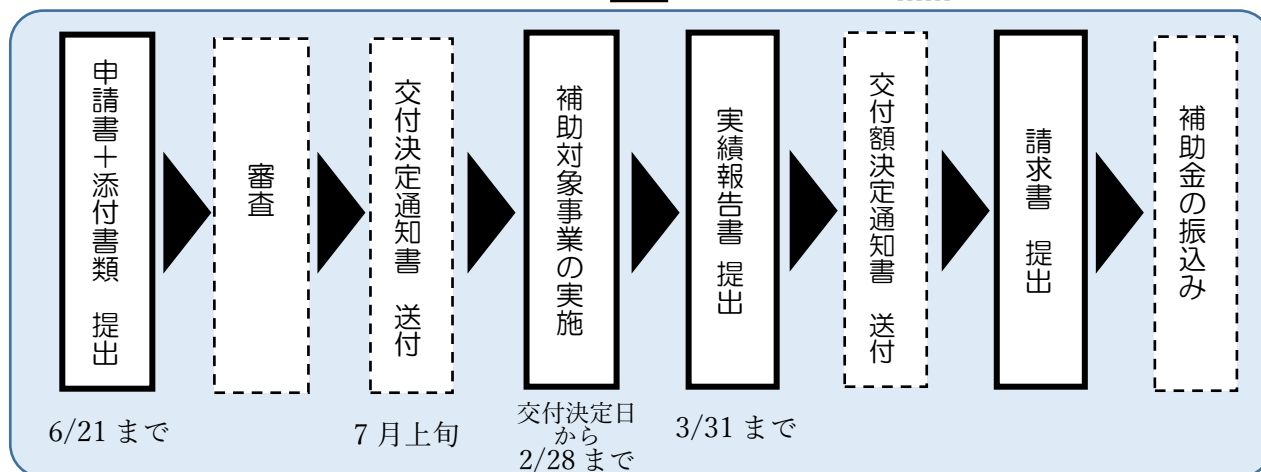 申請書＋添付書類　提出
審査
交付決定通知書　送付
補助対象事業の実施
実績報告書　提出
交付額決定通知書　送付
請求書　提出
補助金の振込み
6/21 まで
7 月上旬
交付決定日
から
2/28 まで
3/31 まで